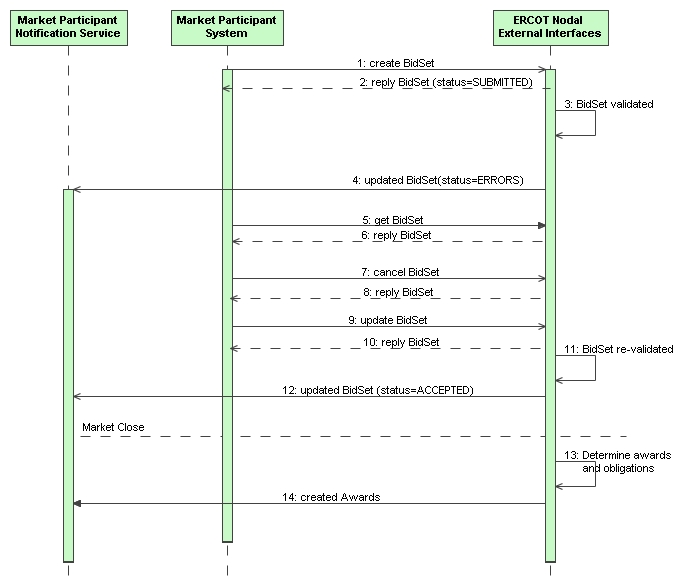 Market Participant
Notification Service
Market Participant
System
ERCOT Nodal
External Interfaces
1: create BidSet
2: reply BidSet (status=SUBMITTED)
3: BidSet validated
4: updated BidSet(status=ERRORS)
5: get BidSet
6: reply BidSet
7: cancel BidSet
8: reply BidSet
9: update BidSet
10: reply BidSet
11: BidSet re-validated
12: updated BidSet (status=ACCEPTED)
Market Close
13: Determine awards
and obligations
14: created Awards